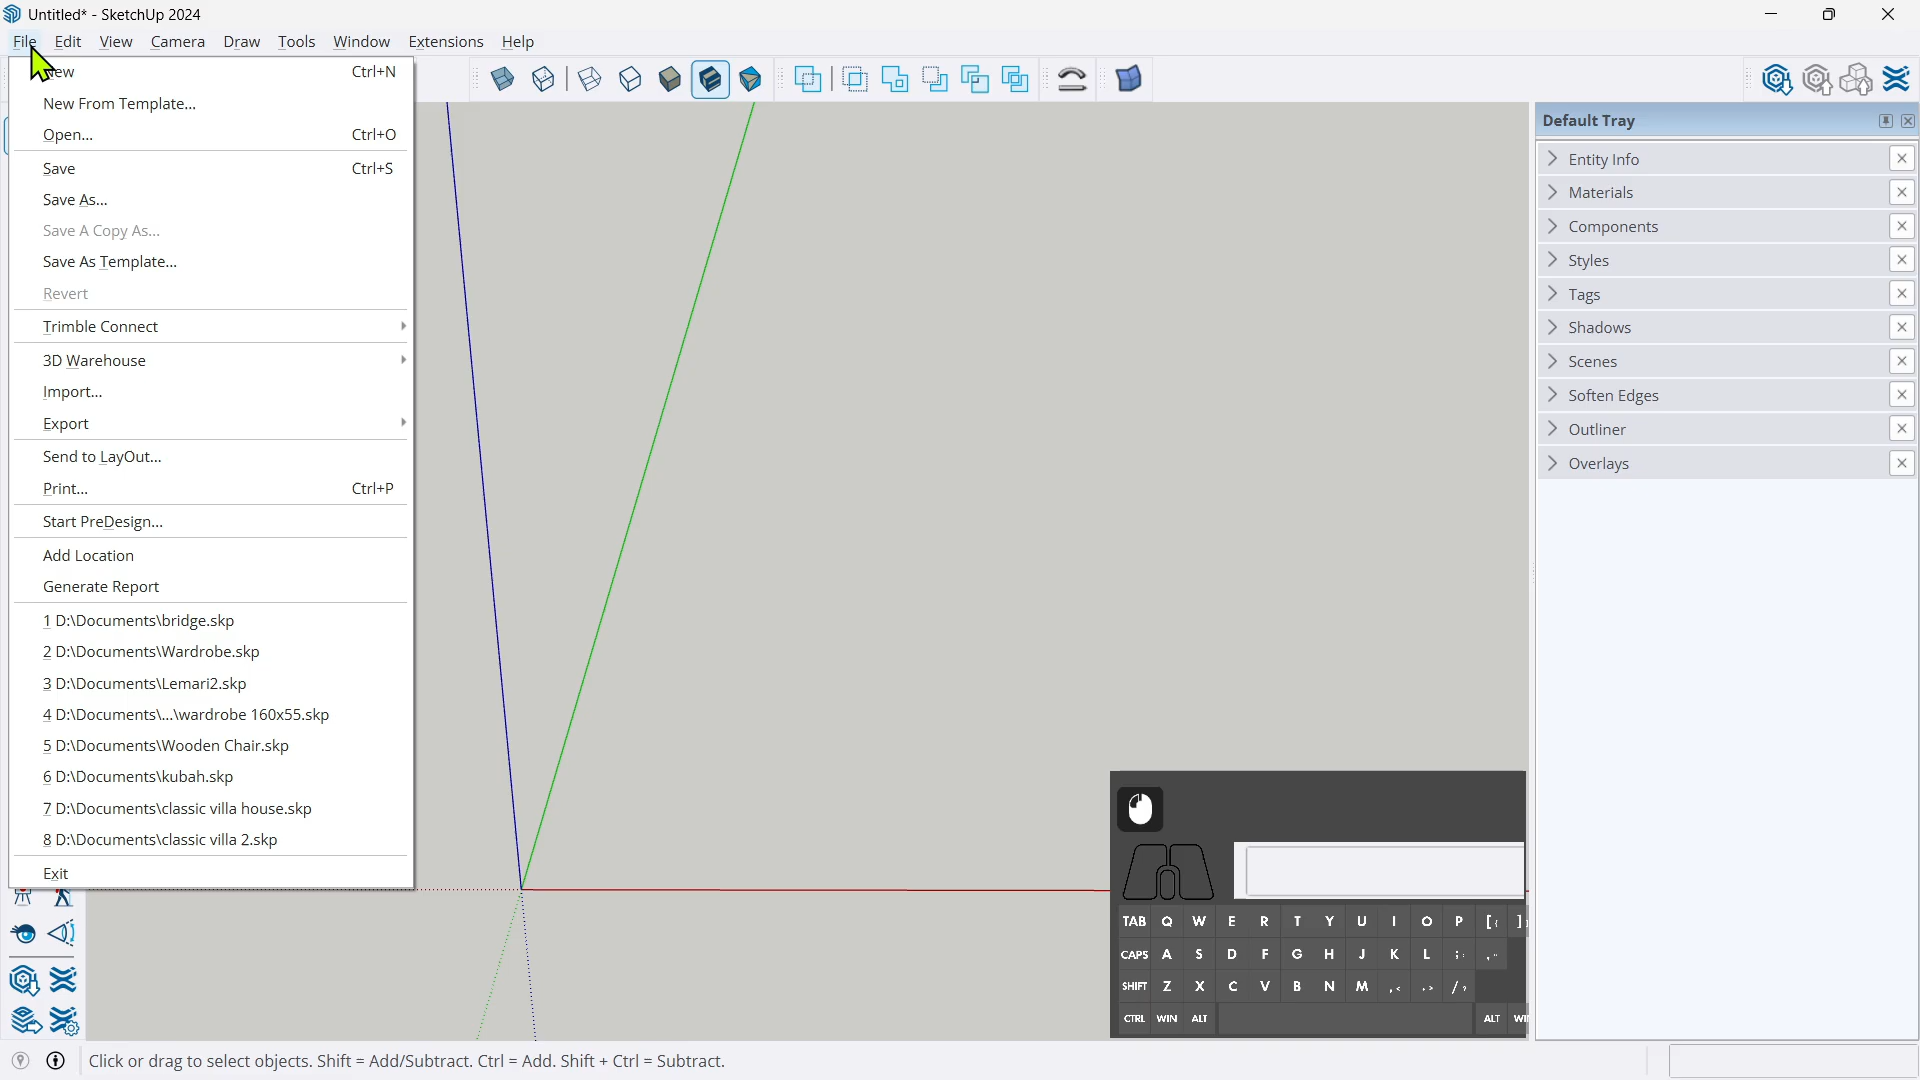 Untitled* - SketchUp 2024
File Edit View Camera Draw Tools Window Extensions Help
Ctrl+N
New From Template...
Open... Ctrl+O
Save Ctrl+S
Save As...
Save A Copy As...
Save As Template...
Revert
Trimble Connect
3D Warehouse
Import...
Export
Send to LayOut...
Print... Ctrl+P
Start PreDesign...
Add Location
Generate Report
1 D:\Documents\bridge.skp
2 D:\Documents\Wardrobe.skp
3 D:\Documents\Lemari2.skp
4 D:\Documents\...\wardrobe 160x55.skp
5 D:\Documents\Wooden Chair.skp
6 D:\Documents\kubah.skp
7 D:\Documents\classic villa house.skp
8 D:\Documents\classic villa 2.skp
Exit
Default Tray
Entity Info
Materials
Components
Styles
Tags
Shadows
Scenes
Soften Edges
Outliner
Overlays
TAB Q W E R T Y U I O P [{ ]
CAPS A S D F G H J K L ;:
SHIFT Z X C V B N M ,< .> /?
CTRL WIN ALT ALT
Click or drag to select objects. Shift = Add/Subtract. Ctrl = Add. Shift + Ctrl = Subtract.